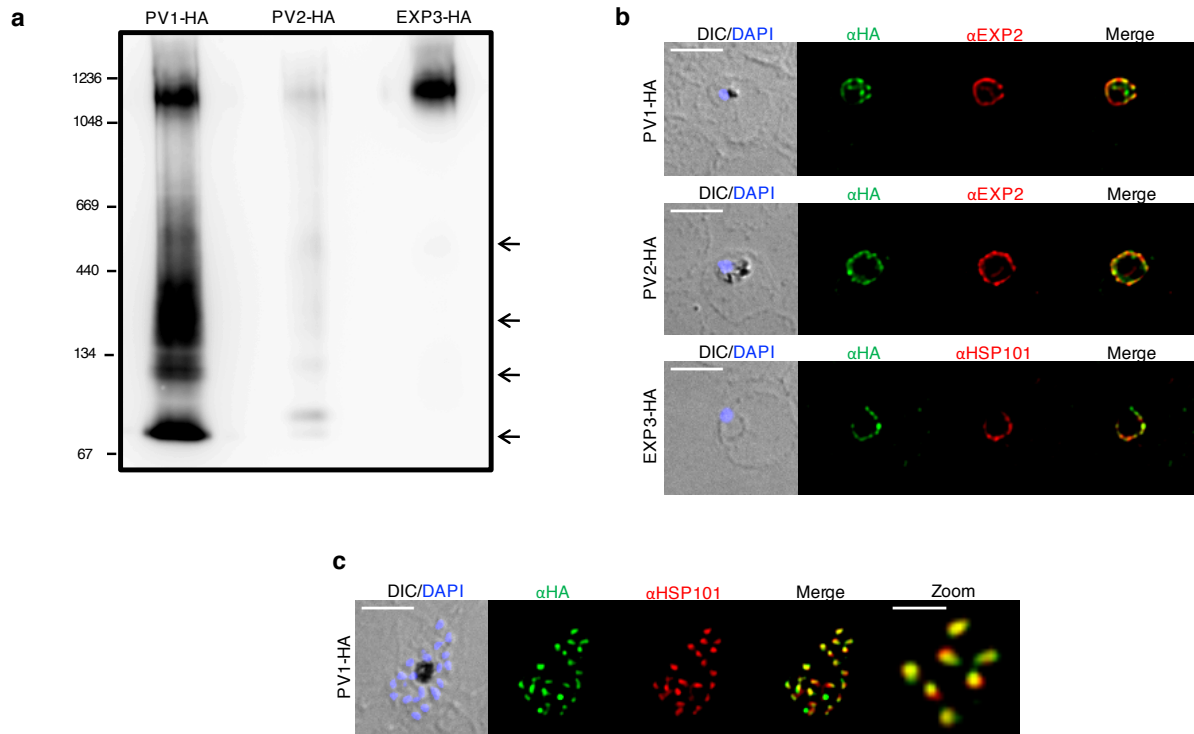 a
PV1-HA PV2-HA EXP3-HA
1236
1048
669
440
134
67
b
DIC/DAPI αHA αEXP2 Merge
PV1-HA
DIC/DAPI αHA αEXP2 Merge
PV2-HA
DIC/DAPI αHA αHSP101 Merge
EXP3-HA
c
DIC/DAPI αHA αHSP101 Merge Zoom
PV1-HA